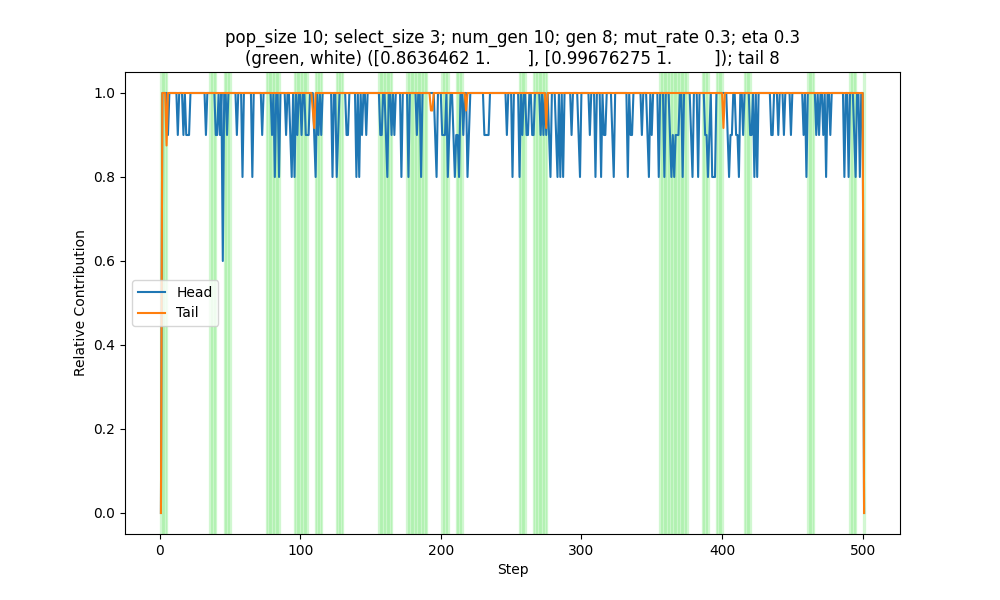 pop_size 10; select_size 3; num_gen 10; gen 8; mut_rate 0.3; eta 0.3
(green, white) ([0.8636462 1.       ], [0.99676275 1.        ]); tail 8
1.0
0.8
0.6
0.4
0.2
0.0
Relative Contribution
Head
Tail
0
100
200
300
400
500
Step